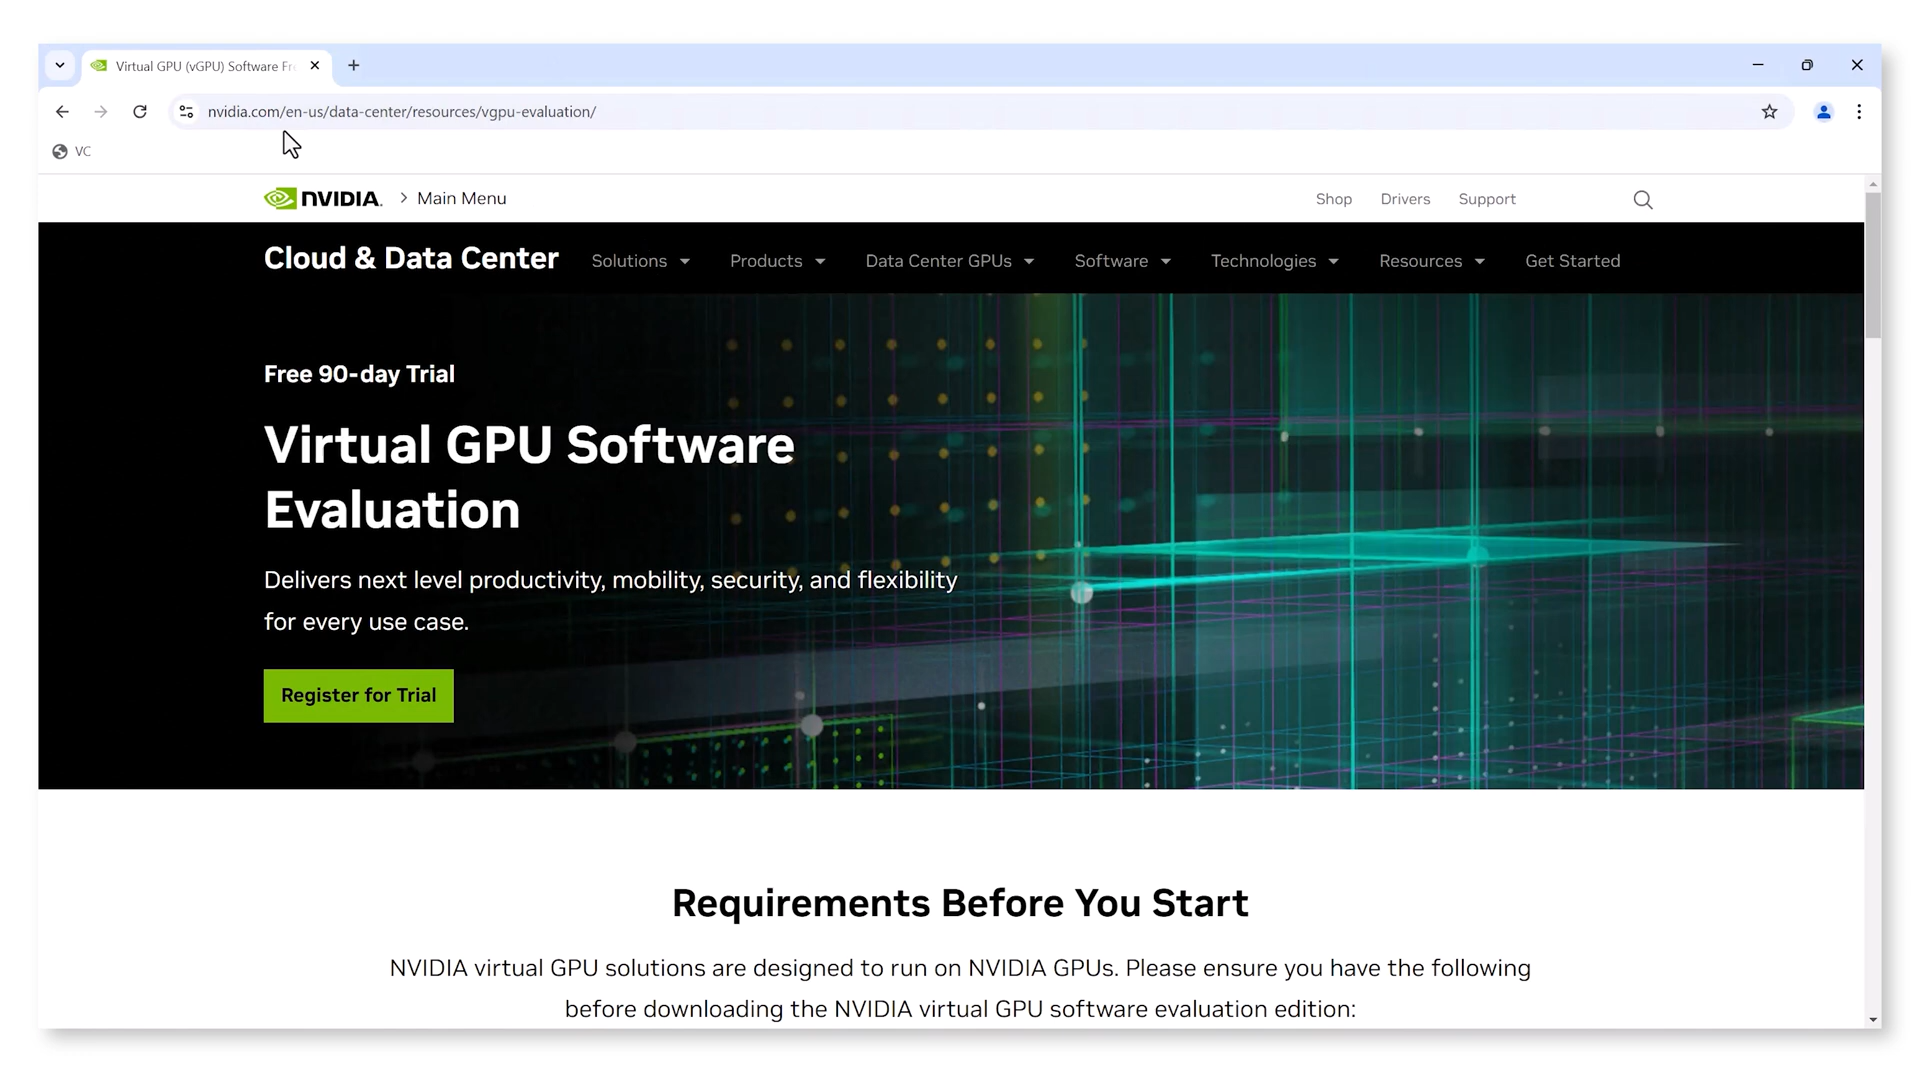 Virtual GPU (vGPU) Software Fre
nvidia.com/en-us/data-center/resources/vgpu-evaluation/
VC
NVIDIA. Main Menu Shop Drivers Support
Cloud & Data Center Solutions Products Data Center GPUs Software Technologies Resources Get Started
Free 90-day Trial
Virtual GPU Software
Evaluation
Delivers next level productivity, mobility, security, and flexibility
for every use case.
Register for Trial
Requirements Before You Start
NVIDIA virtual GPU solutions are designed to run on NVIDIA GPUs. Please ensure you have the following
before downloading the NVIDIA virtual GPU software evaluation edition: